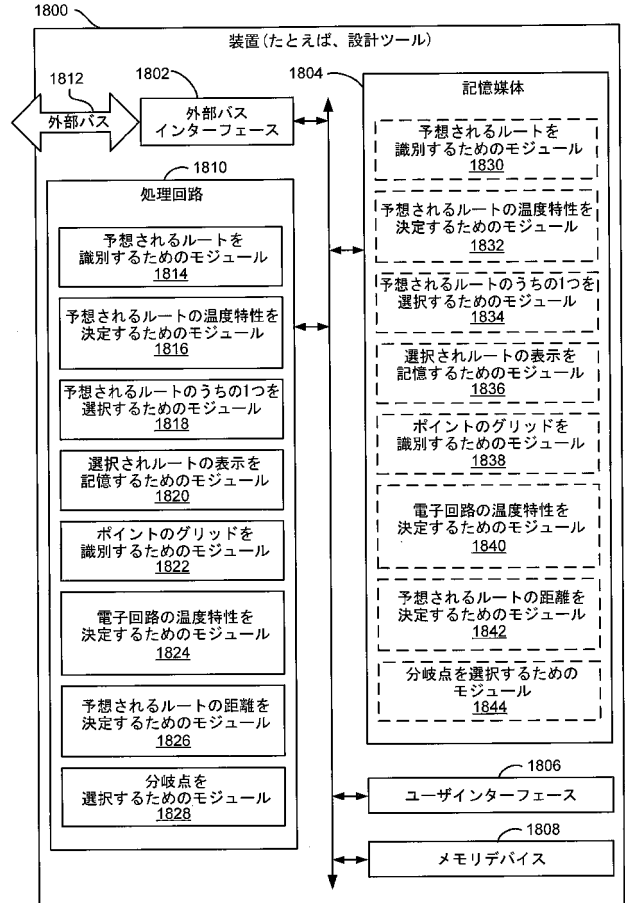 1800
装置(たとえば、設計ツール)
1812
外部バス
1802
外部バス
インターフェース
1810
処理回路
予想されるルートを
識別するためのモジュール
1814
予想されるルートの温度特性を
決定するためのモジュール
1816
予想されるルートのうちの1つを
選択するためのモジュール
1818
選択されルートの表示を
記憶するためのモジュール
1820
ポイントのグリッドを
識別するためのモジュール
1822
電子回路の温度特性を
決定するためのモジュール
1824
予想されるルートの距離を
決定するためのモジュール
1826
分岐点を
選択するためのモジュール
1828
1804
記憶媒体
予想されるルートを
識別するためのモジュール
1830
予想されるルートの温度特性を
決定するためのモジュール
1832
予想されるルートのうちの1つを
選択するためのモジュール
1834
選択されルートの表示を
記憶するためのモジュール
1836
ポイントのグリッドを
識別するためのモジュール
1838
電子回路の温度特性を
決定するためのモジュール
1840
予想されるルートの距離を
決定するためのモジュール
1842
分岐点を選択するための
モジュール
1844
1806
ユーザインターフェース
1808
メモリデバイス